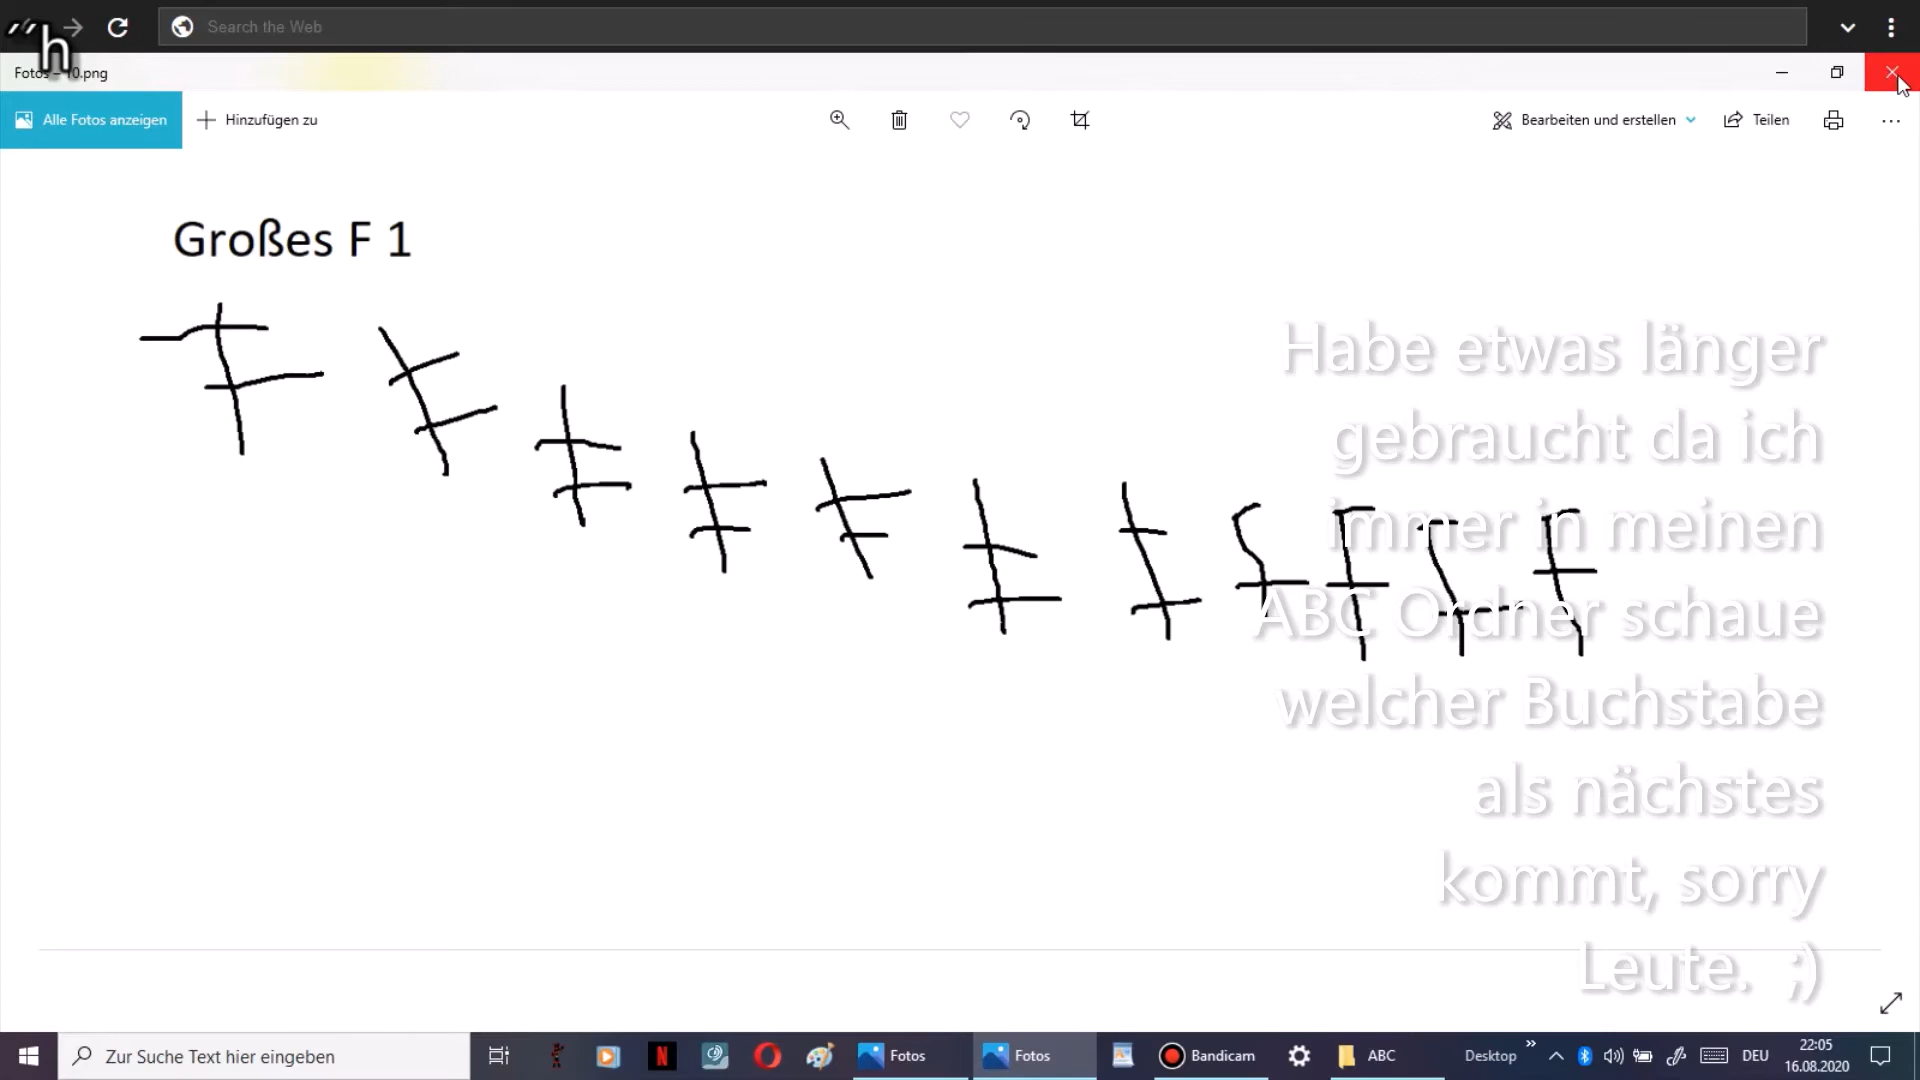 Search the Web
h
Fotos - 10.png
Alle Fotos anzeigen
Hinzufügen zu
Bearbeiten und erstellen
Teilen
Großes F 1
F F F F F F F F F F F
Habe etwas länger
gebraucht da ich
immer in meinen
ABC Ordner schaue
welcher Buchstabe
als nächstes
kommt, sorry
Leute. ;)
Zur Suche Text hier eingeben
Fotos
Fotos
Bandicam
ABC
Desktop
DEU
22:05
16.08.2020